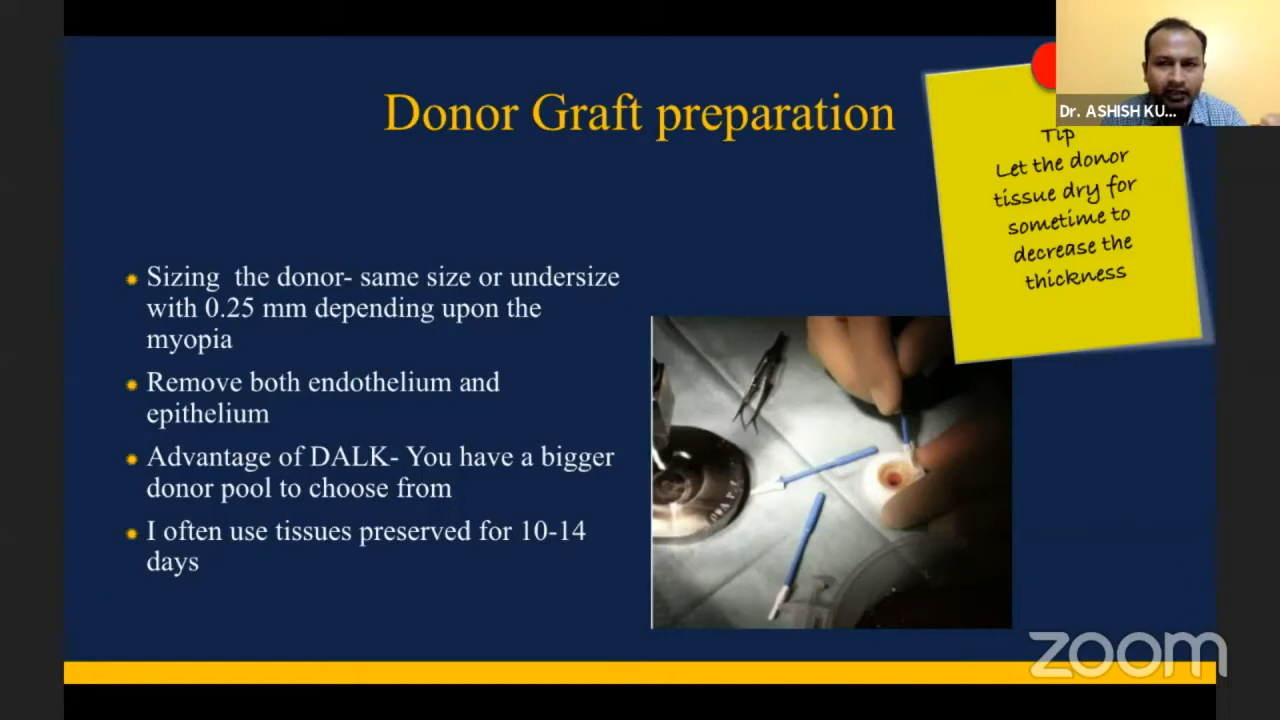 Donor Graft preparation
Dr. ASHISH KU...
Tip
Let the donor
tissue dry for
sometime to
decrease the
thickness
Sizing the donor- same size or undersize
with 0.25 mm depending upon the
myopia
Remove both endothelium and
epithelium
Advantage of DALK- You have a bigger
donor pool to choose from
I often use tissues preserved for 10-14
days
zoom